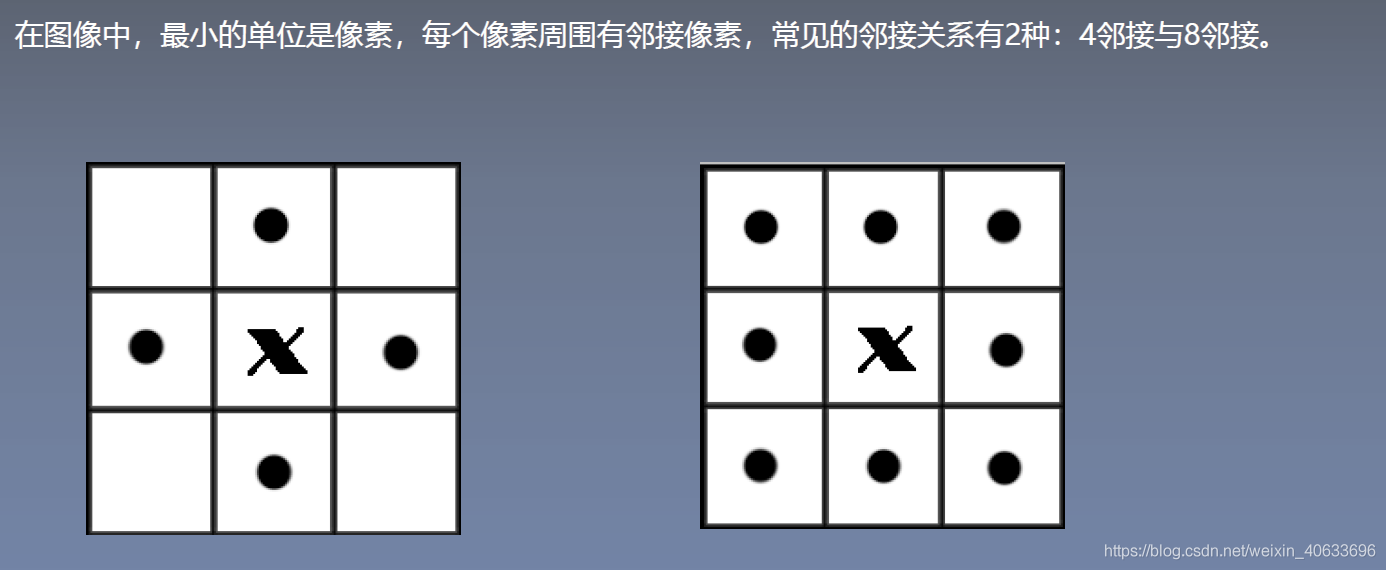 在图像中，最小的单位是像素，每个像素周围有邻接像素，常见的邻接关系有2种：4邻接与8邻接。
X
X
https://blog.csdn.net/weixin_40633696